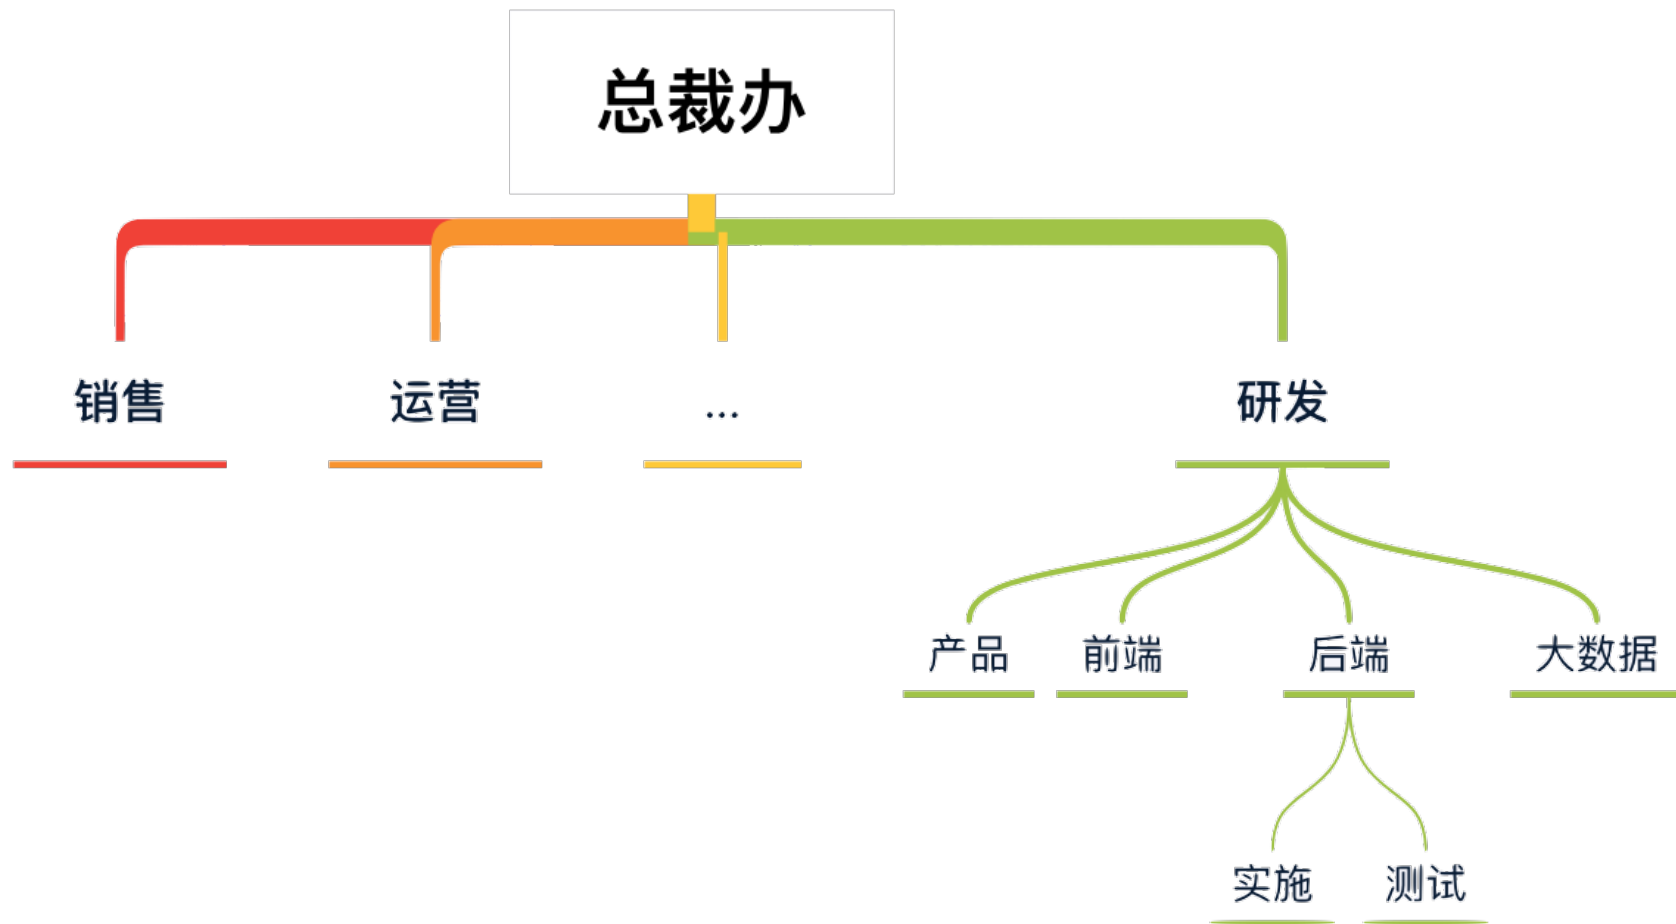 总裁办
销售
运营
...
研发
产品
前端
后端
大数据
实施
测试